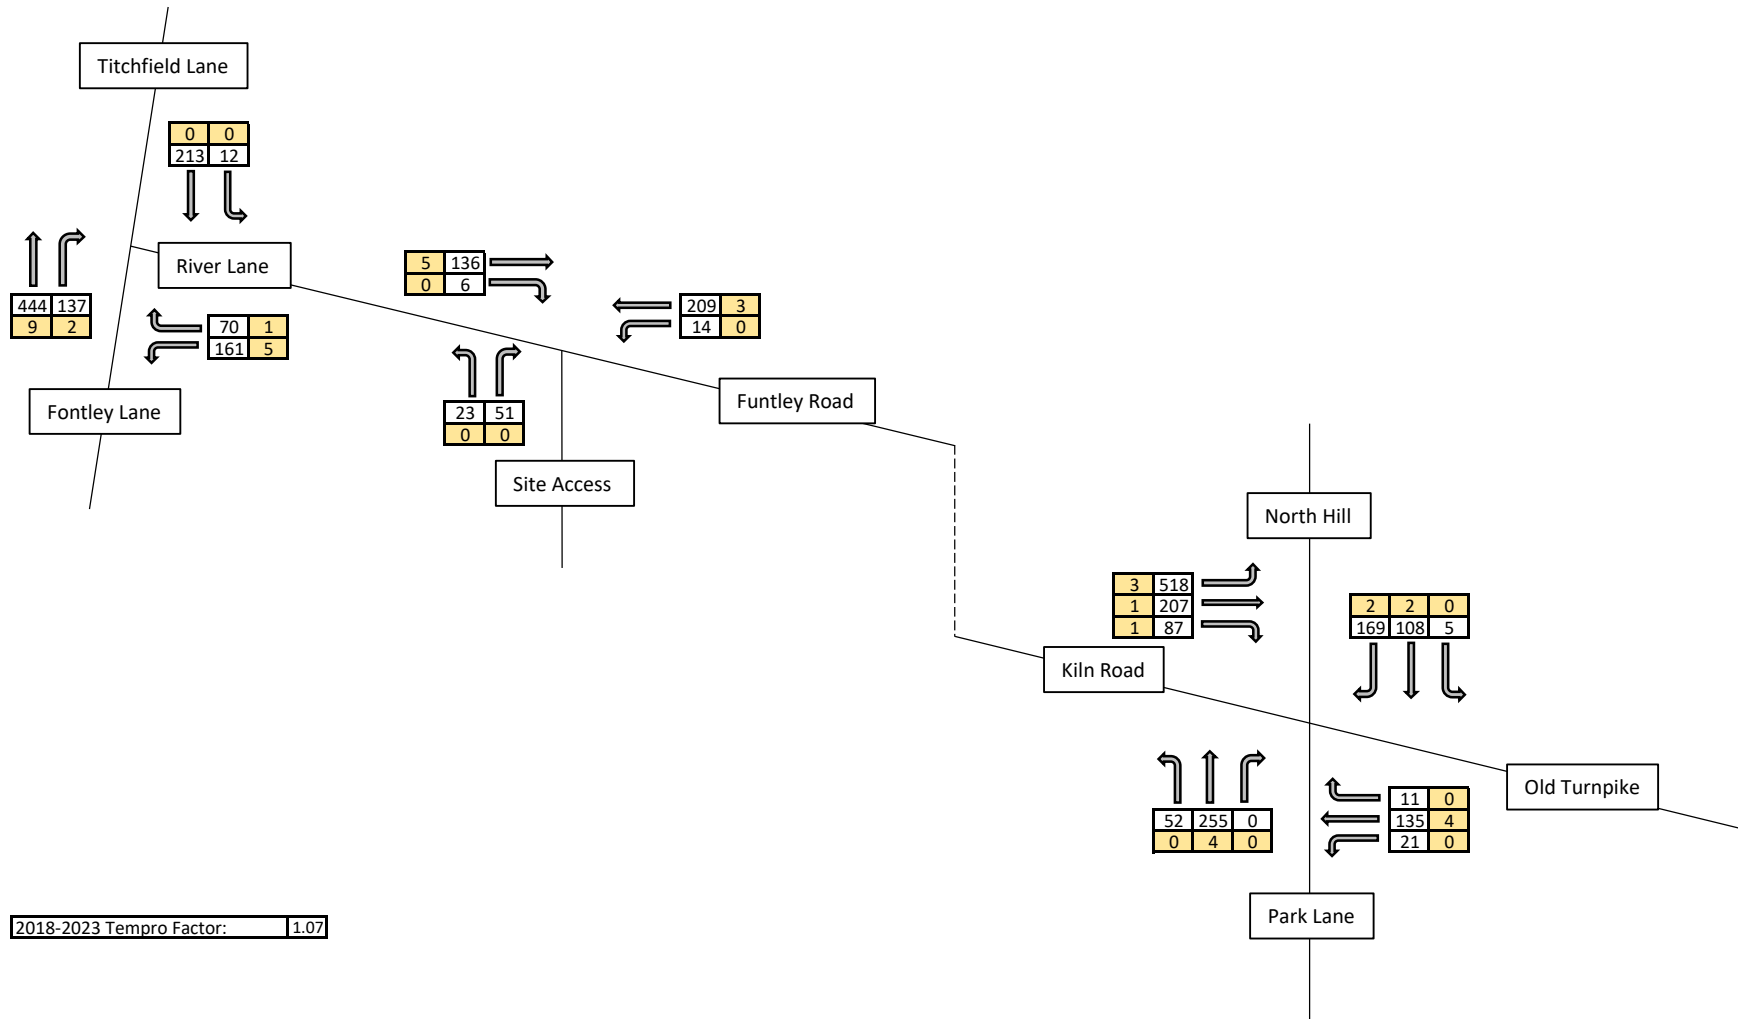 Titchfield Lane
0 0
213 12
River Lane
444 137
9 2
70 1
161 5
Fontley Lane
5 136
0 6
209 3
14 0
23 51
0 0
Funtley Road
Site Access
North Hill
3 518
1 207
1 87
2 2 0
169 108 5
Kiln Road
52 255 0
0 4 0
11 0
135 4
21 0
Old Turnpike
Park Lane
2018-2023 Tempro Factor: 1.07